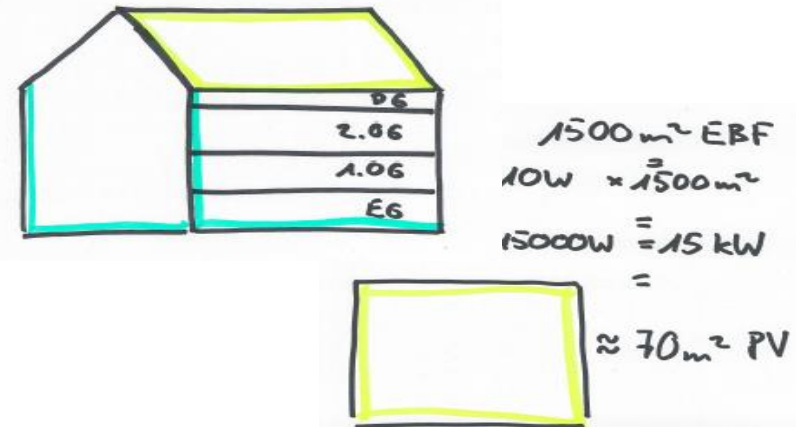 DG
2.OG
1.OG
EG
1500 m² EBF
=
10W × 1500 m²
=
15000W = 15 kW
=
≈ 70 m² PV